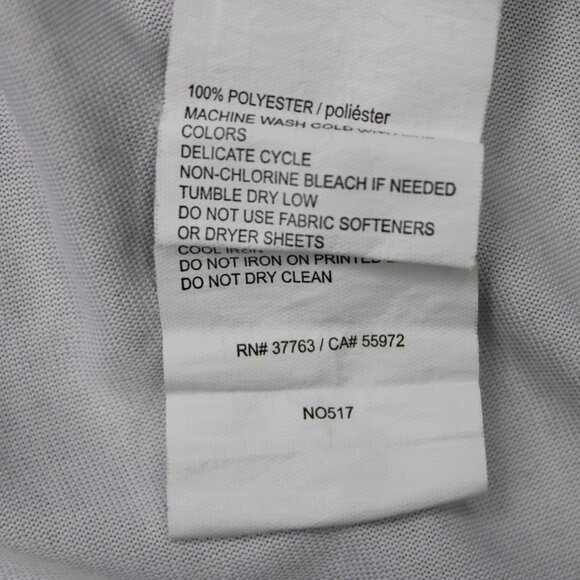 100% POLYESTER / poliéster
MACHINE WASH COLD WITH
COLORS
DELICATE CYCLE
NON-CHLORINE BLEACH IF NEEDED
TUMBLE DRY LOW
DO NOT USE FABRIC SOFTENERS
OR DRYER SHEETS
COOL IRON
DO NOT IRON ON PRINTED
DO NOT DRY CLEAN
RN# 37763 / CA# 55972
NO517